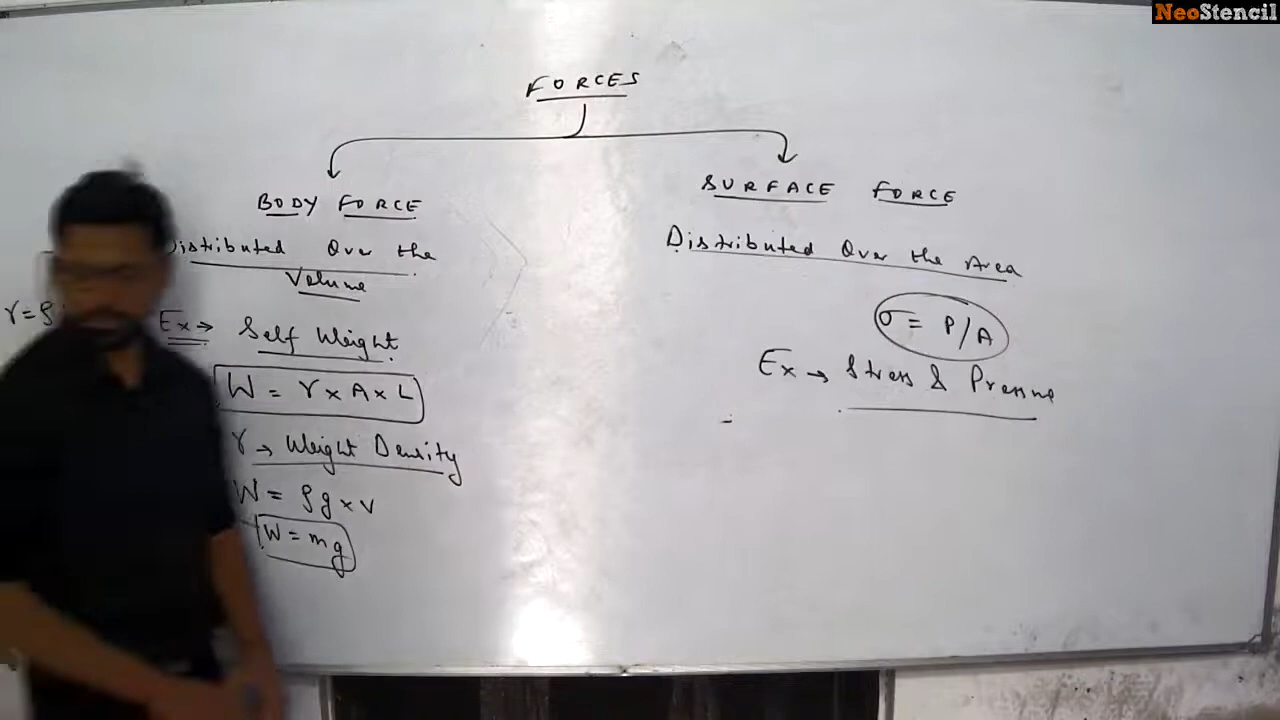 NeoStencil
FORCES
BODY FORCE
Distributed Over the
Volume
γ = ρ
Ex → Self Weight
W = γ × A × L
γ → Weight Density
W = ρg × V
W = mg
SURFACE FORCE
Distributed Over the Area
σ = P/A
Ex → Stress & Pressure